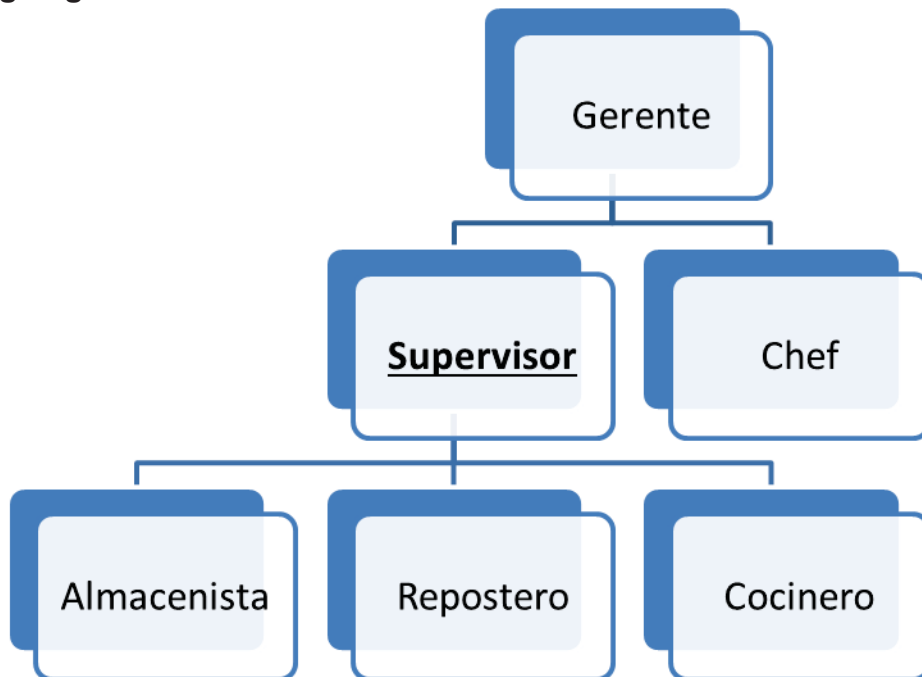 Gerente
Supervisor
Chef
Almacenista
Repostero
Cocinero